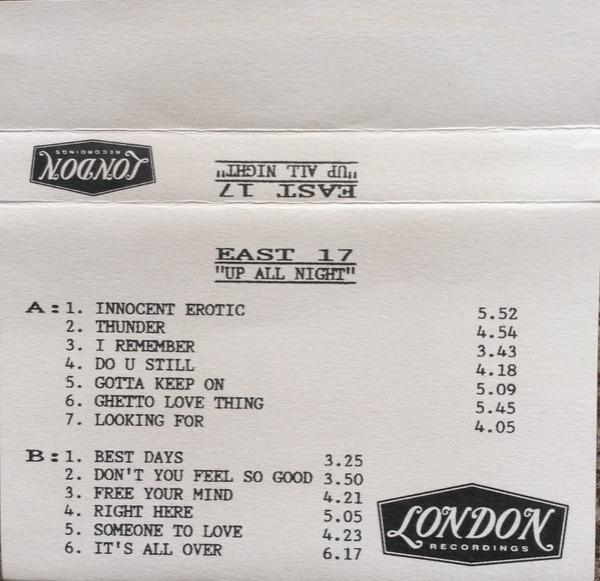 LONDON
RECORDINGS
EAST 17
"UP ALL NIGHT"
EAST 17
"UP ALL NIGHT"
A: 1. INNOCENT EROTIC 5.52
2. THUNDER 4.54
3. I REMEMBER 3.43
4. DO U STILL 4.18
5. GOTTA KEEP ON 5.09
6. GHETTO LOVE THING 5.45
7. LOOKING FOR 4.05
B: 1. BEST DAYS 3.25
2. DON'T YOU FEEL SO GOOD 3.50
3. FREE YOUR MIND 4.21
4. RIGHT HERE 5.05
5. SOMEONE TO LOVE 4.23
6. IT'S ALL OVER 6.17
LONDON
RECORDINGS